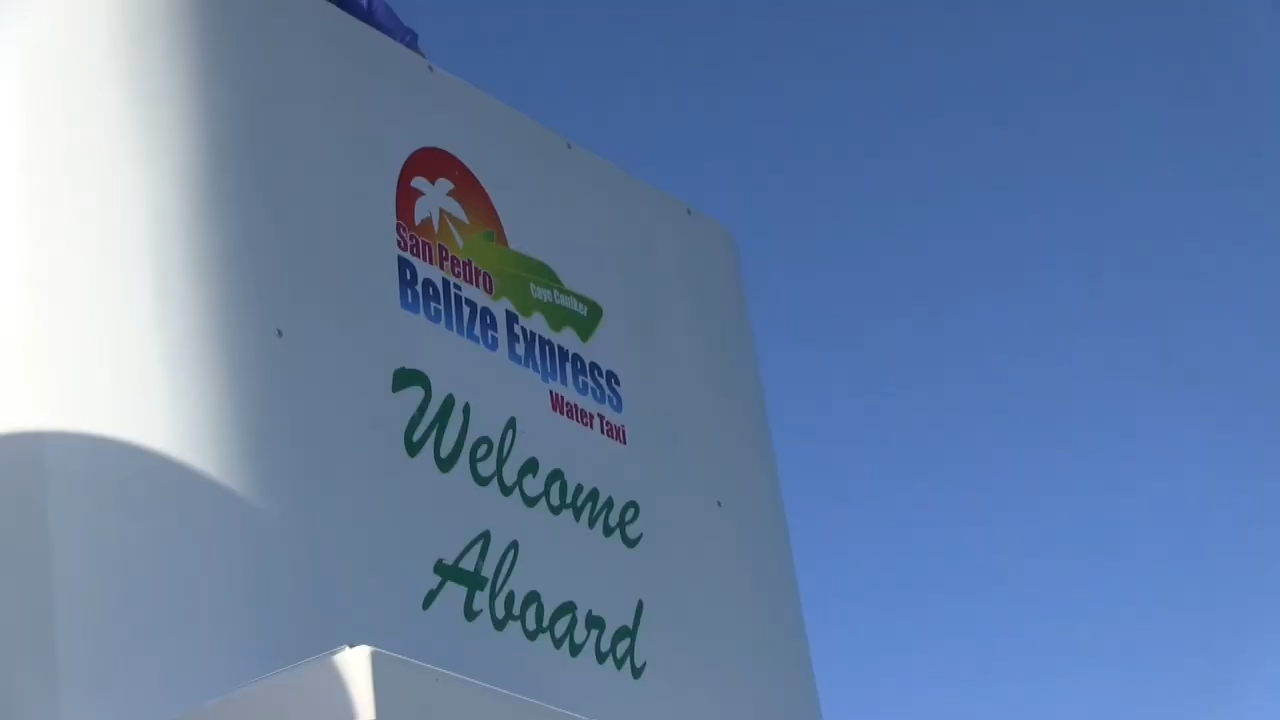 San Pedro
Caye Caulker
Belize Express
Water Taxi
Welcome
Aboard